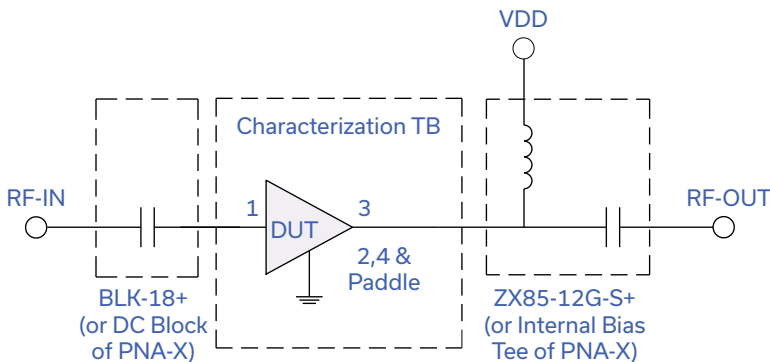 VDD
Characterization TB
RF-IN
1
DUT
3
RF-OUT
2,4 &
Paddle
BLK-18+
(or DC Block
of PNA-X)
ZX85-12G-S+
(or Internal Bias
Tee of PNA-X)